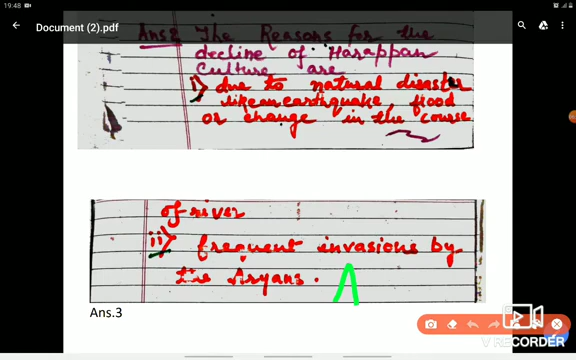 19:48
Document (2).pdf
Ans 2 The Reasons for the
decline of Harappan
Culture are
i) due to natural disaster
like an earthquake, flood
or change in the course
of river
ii) frequent invasions by
the Aryans.
Ans.3
V RECORDER